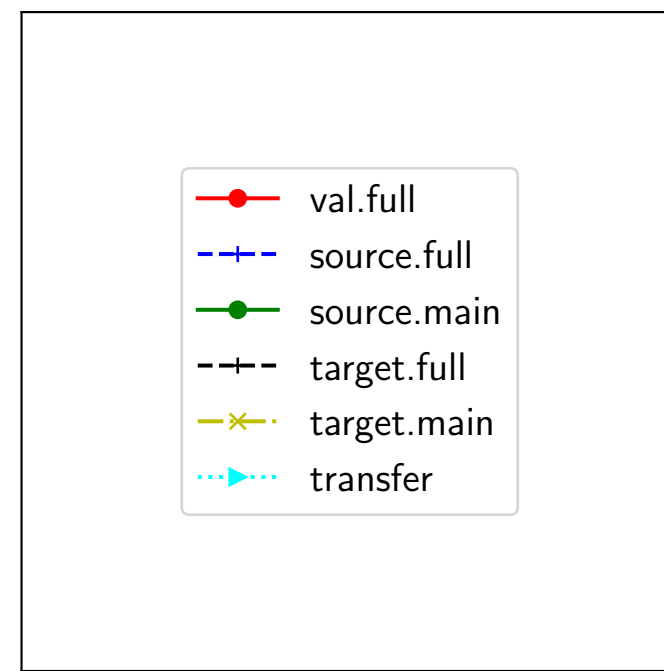 val.full
source.full
source.main
target.full
target.main
transfer